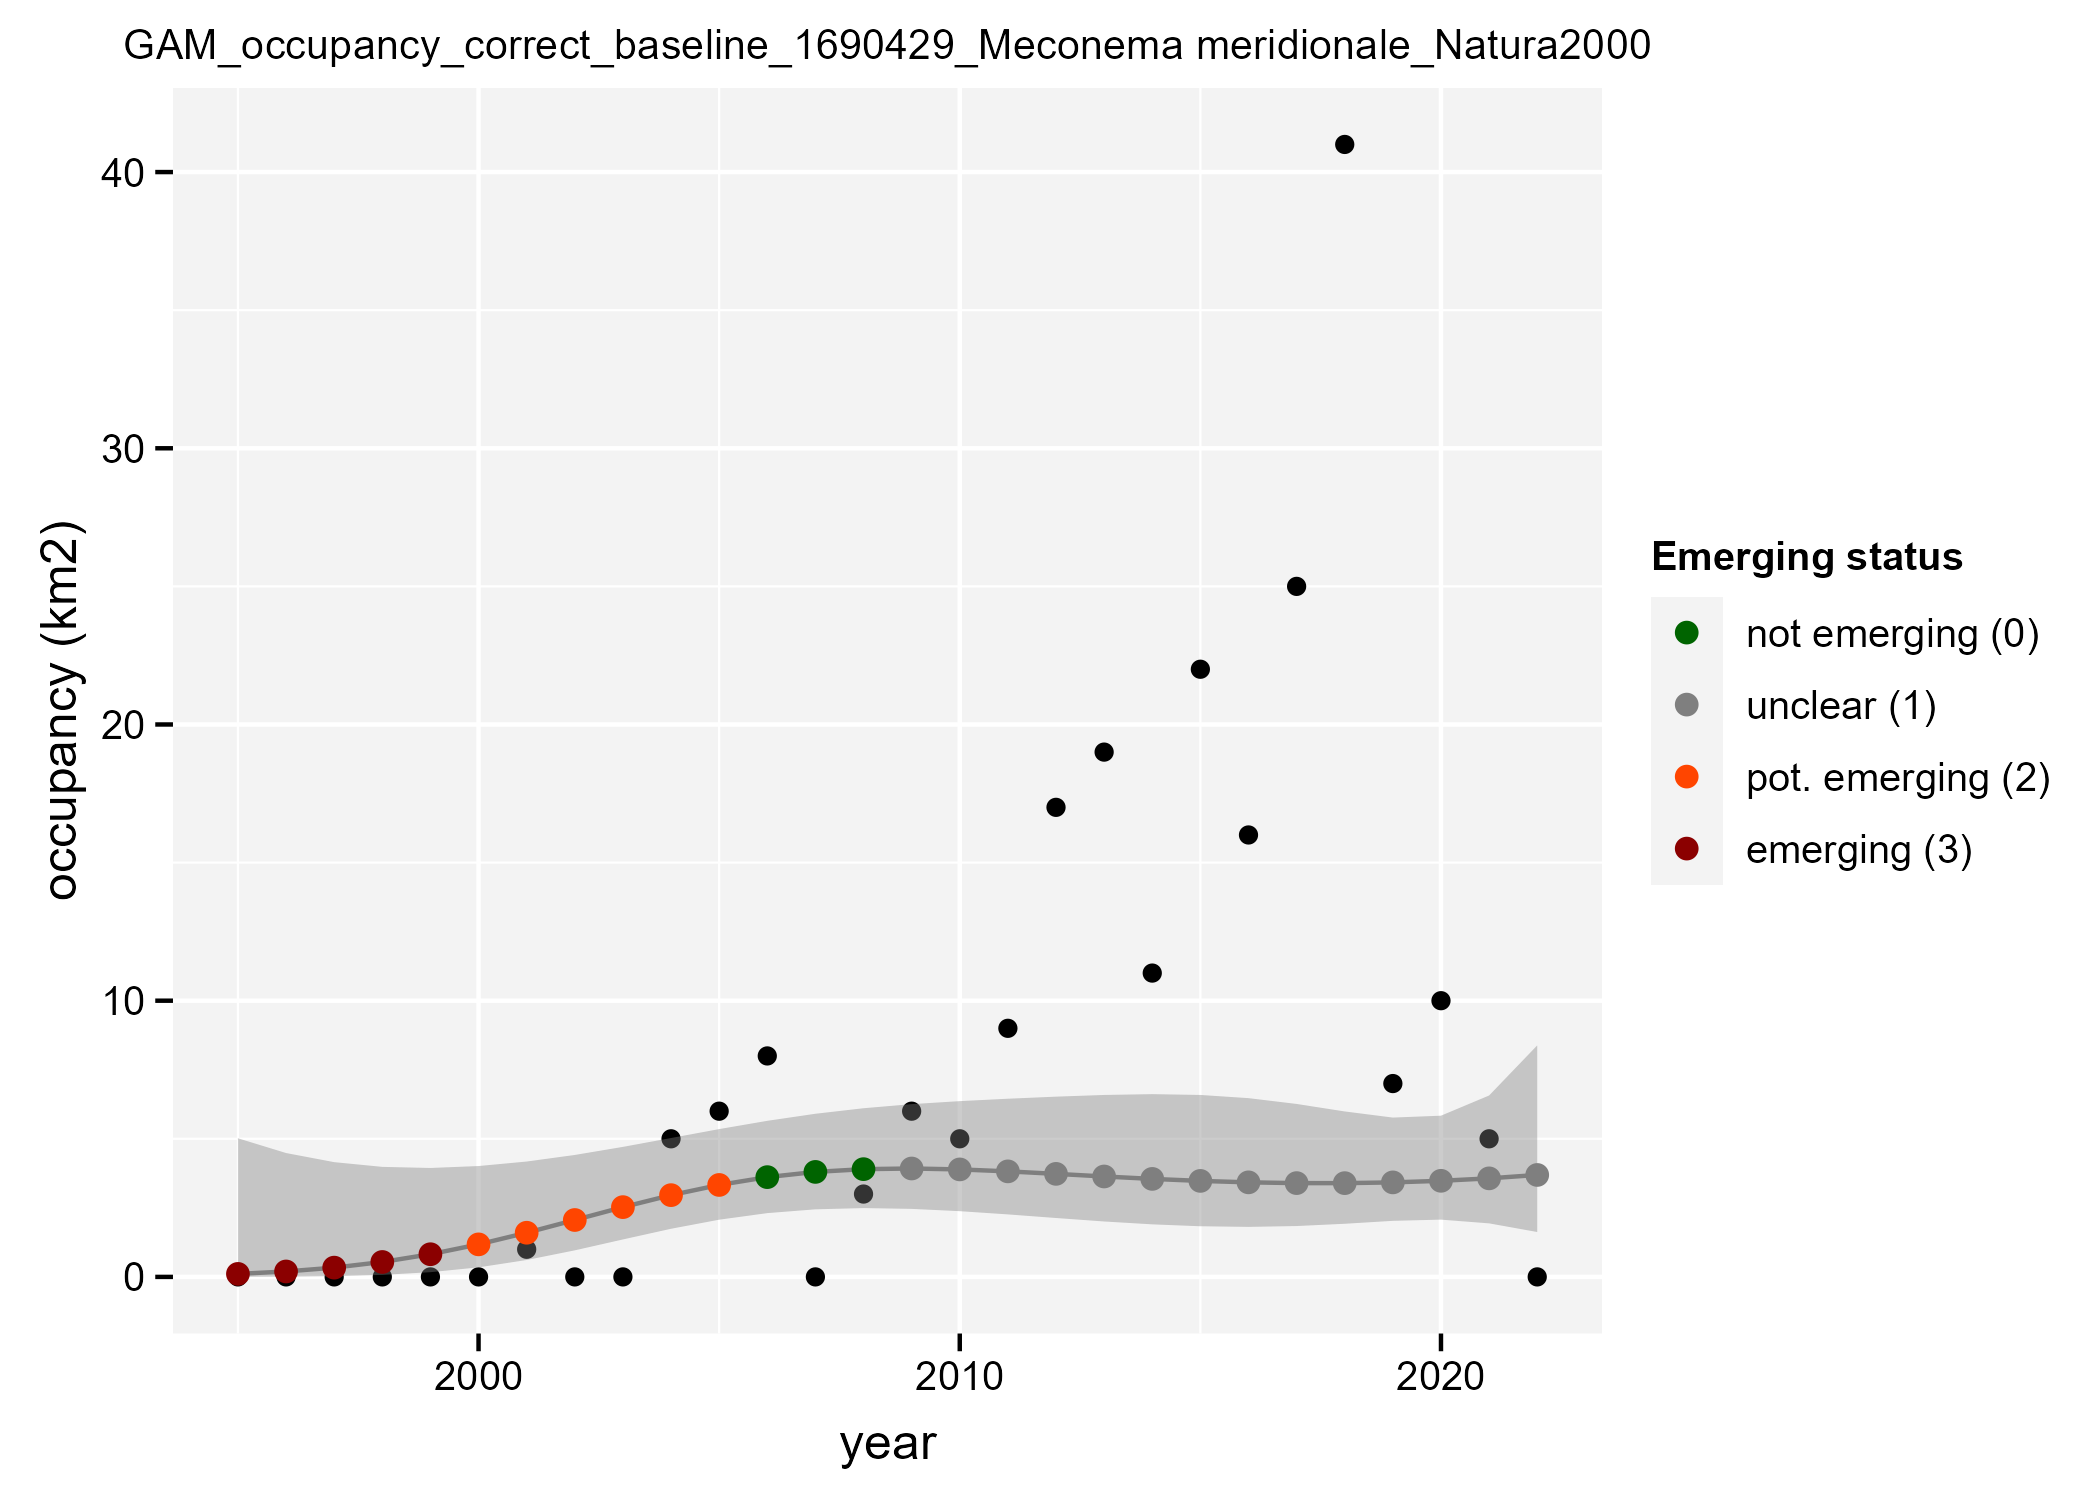 GAM_occupancy_correct_baseline_1690429_Meconema meridionale_Natura2000
40
30
20
10
0
occupancy (km2)
2000
2010
2020
year
Emerging status
not emerging (0)
unclear (1)
pot. emerging (2)
emerging (3)